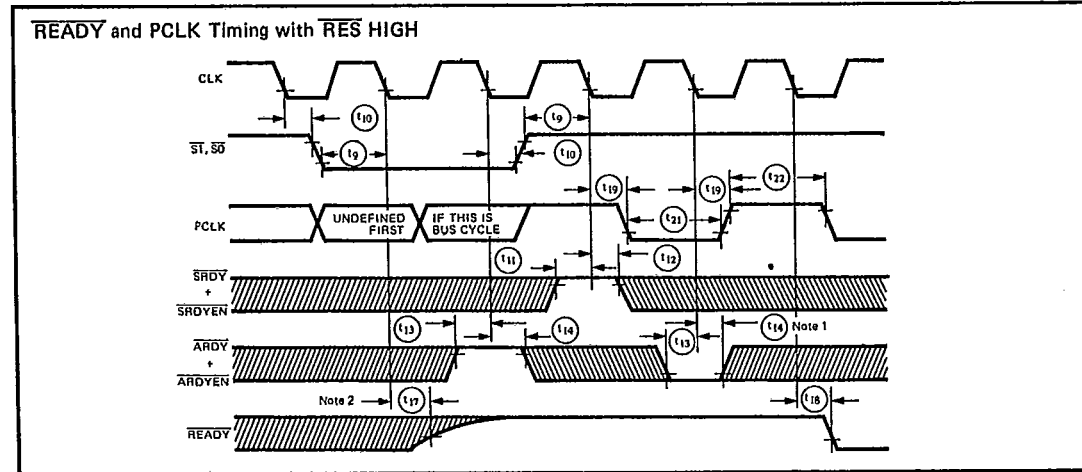 READY and PCLK Timing with RES HIGH
CLK
t10
t9
S1, S0
t9
t10
t19
t19
t22
PCLK
UNDEFINED FIRST
IF THIS IS BUS CYCLE
t21
t11
t12
SRDY
+
SRDYEN
t13
t14
t13
t14 Note 1
ARDY
+
ARDYEN
Note 2
t17
t18
READY